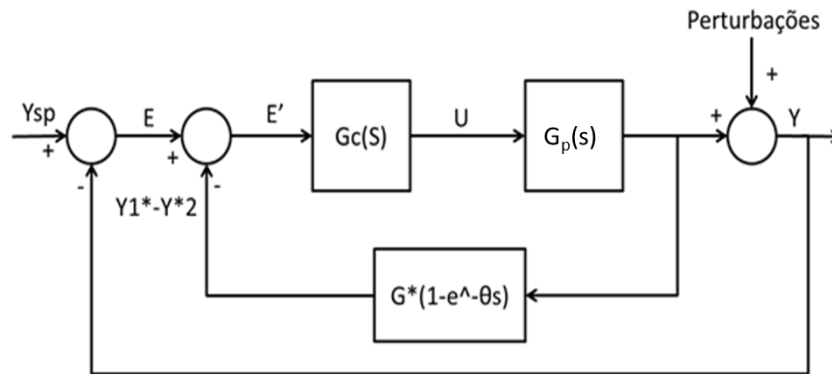 Perturbações
+
Ysp
+
-
E
+
-
E'
Gc(S)
U
Gp(s)
+
Y
Y1*-Y*2
G*(1-e^-θs)